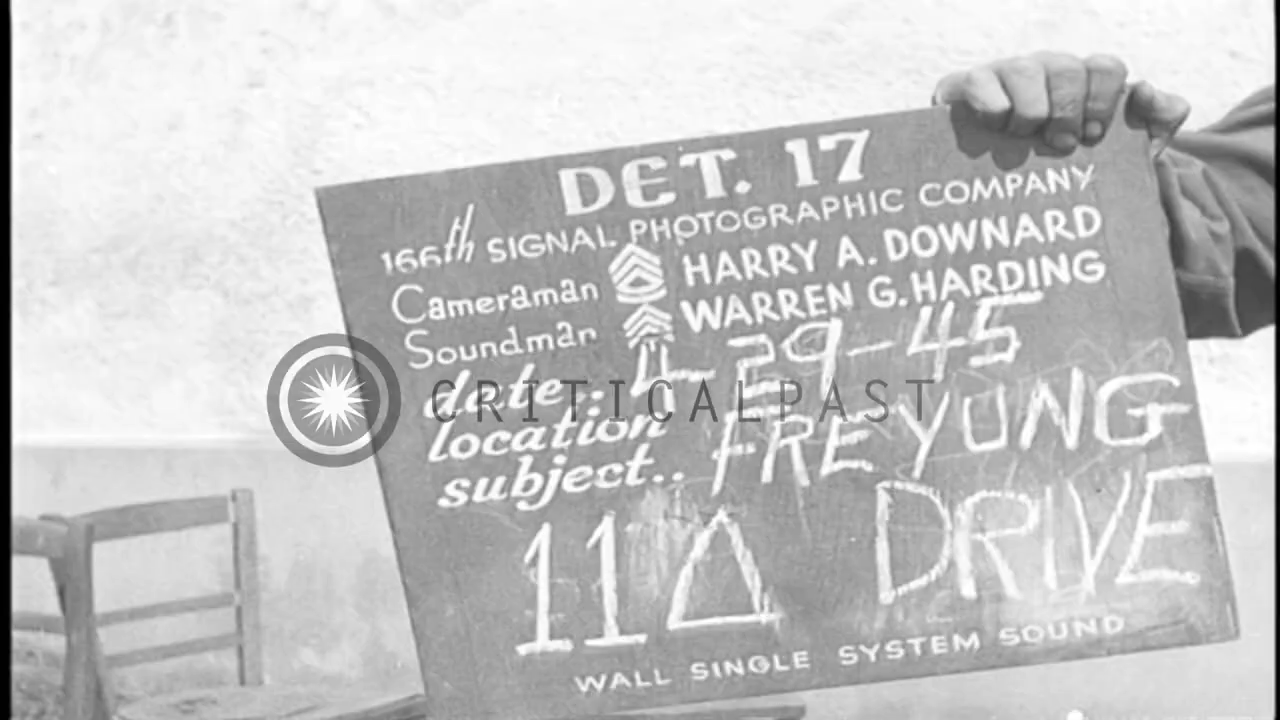 DET. 17
166th SIGNAL PHOTOGRAPHIC COMPANY
Cameraman HARRY A. DOWNARD
Soundman WARREN G. HARDING
date.. 4-29-45
location FREYUNG
subject.. 
11 Δ DRIVE
WALL SINGLE SYSTEM SOUND
CRITICALPAST